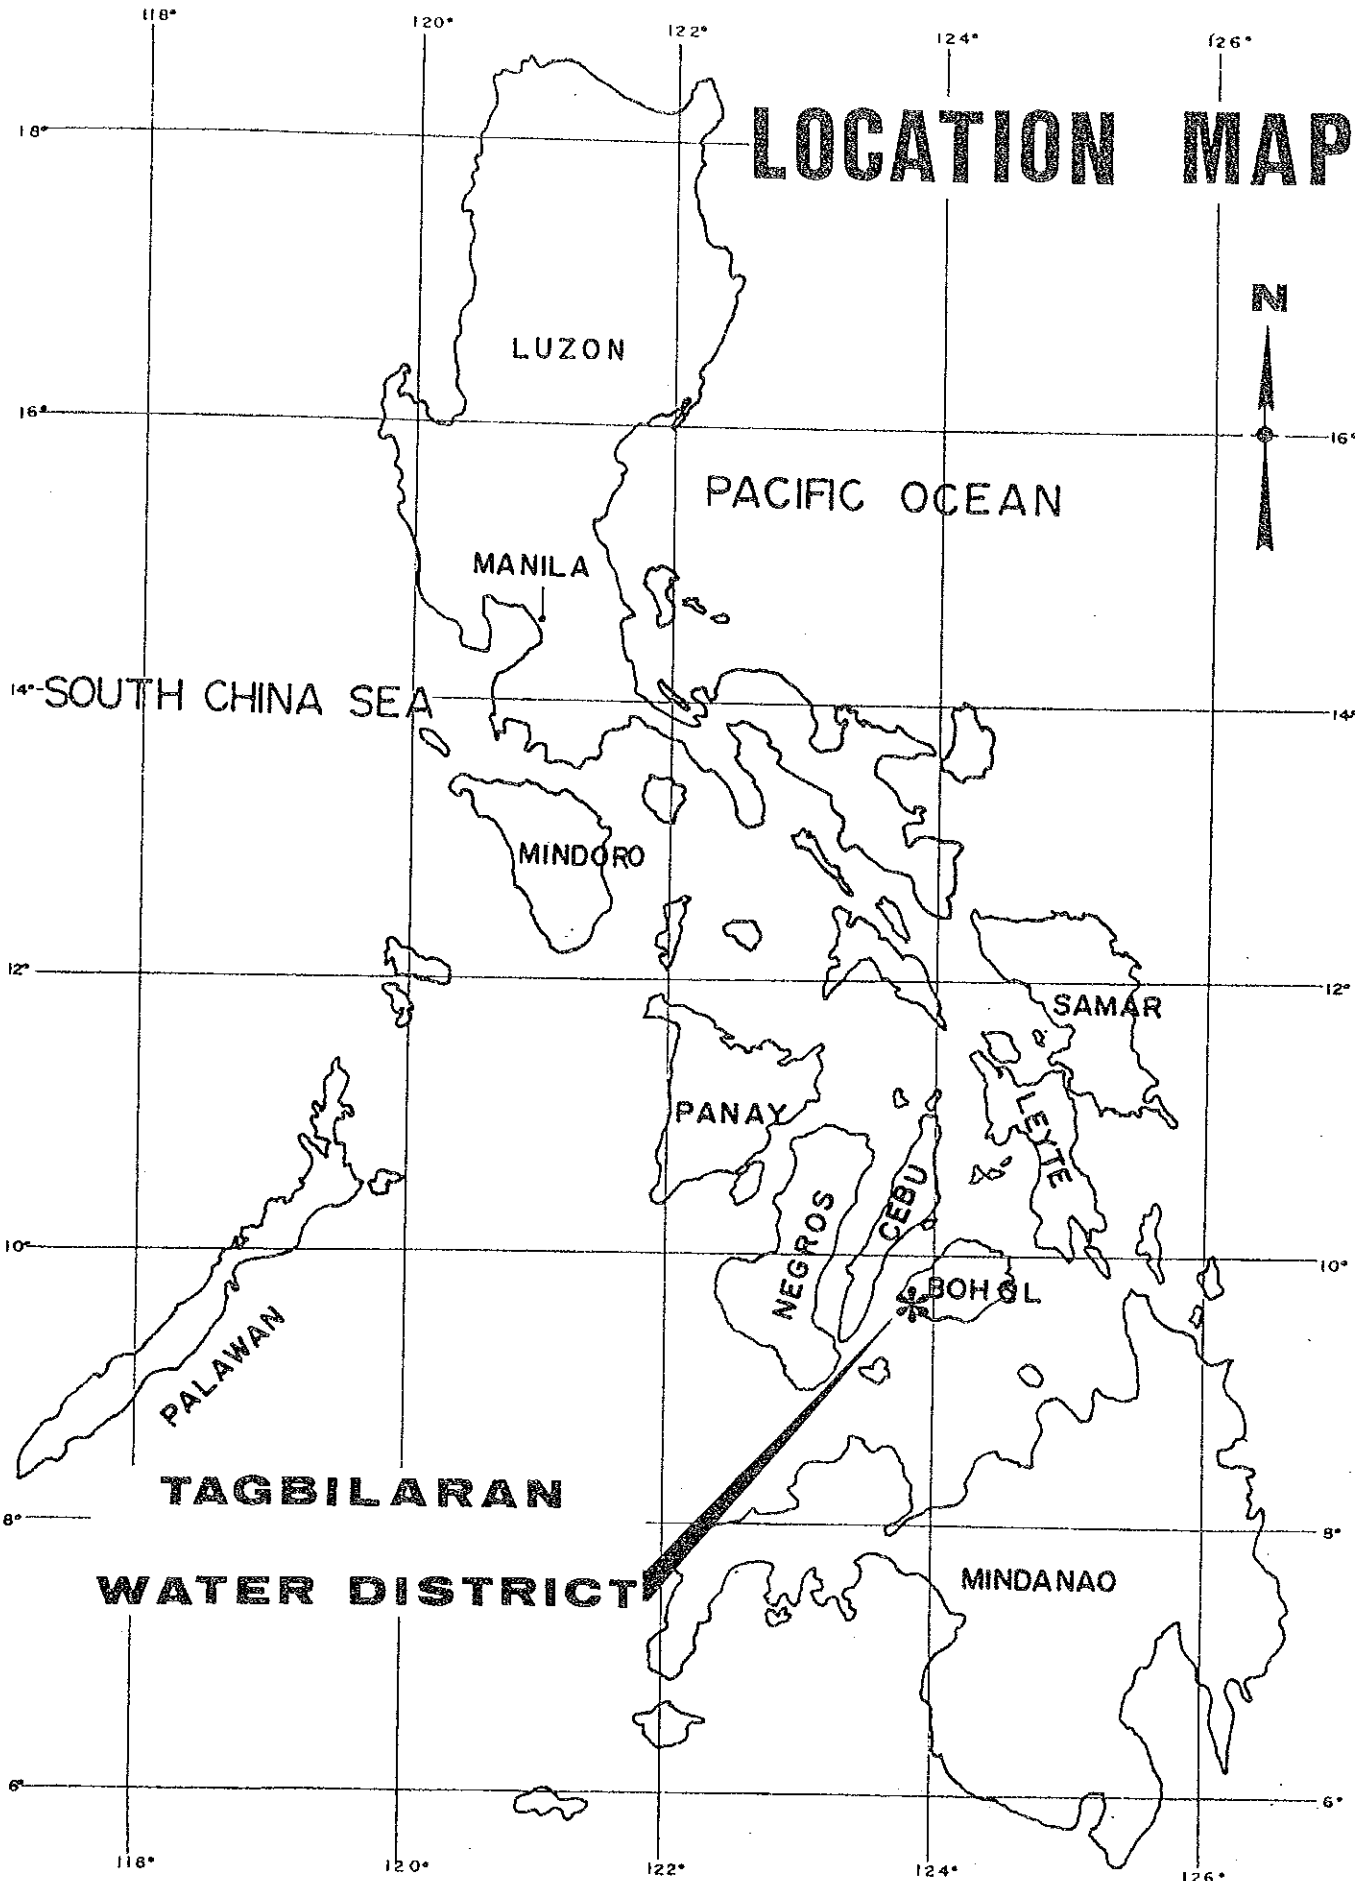 118°
120°
122°
124°
126°
18°
LOCATION MAP
N
LUZON
16°
16°
PACIFIC OCEAN
MANILA
14°
SOUTH CHINA SEA
14°
MINDORO
12°
12°
SAMAR
PANAY
LEYTE
CEBU
NEGROS
10°
10°
BOHOL
PALAWAN
TAGBILARAN
8°
8°
WATER DISTRICT
MINDANAO
6°
6°
118°
120°
122°
124°
126°